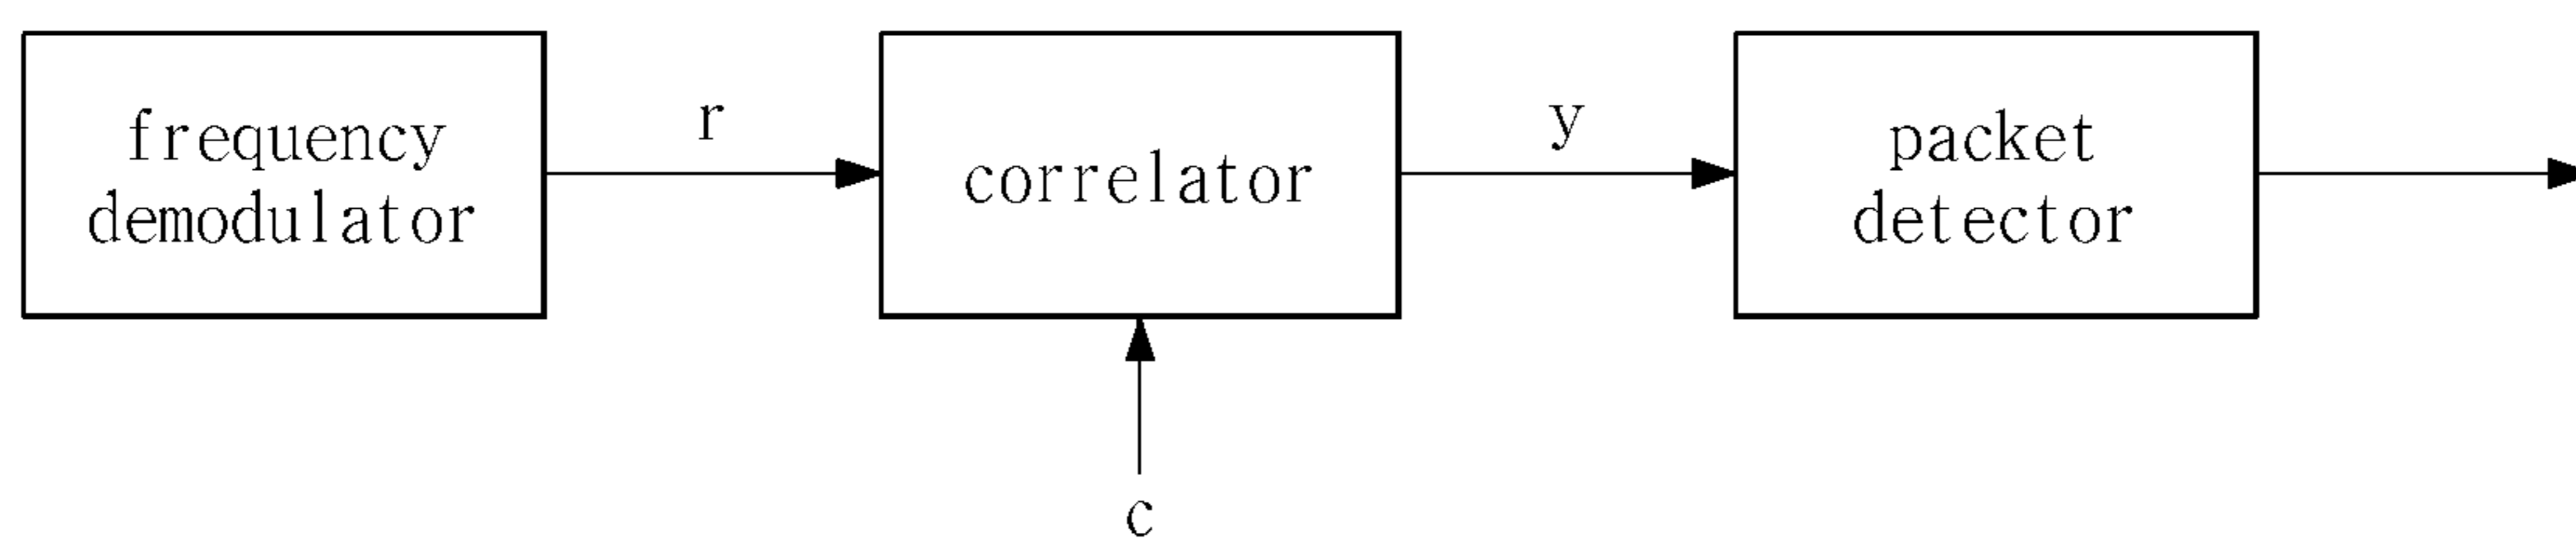 frequency
demodulator
r
correlator
y
packet
detector
c